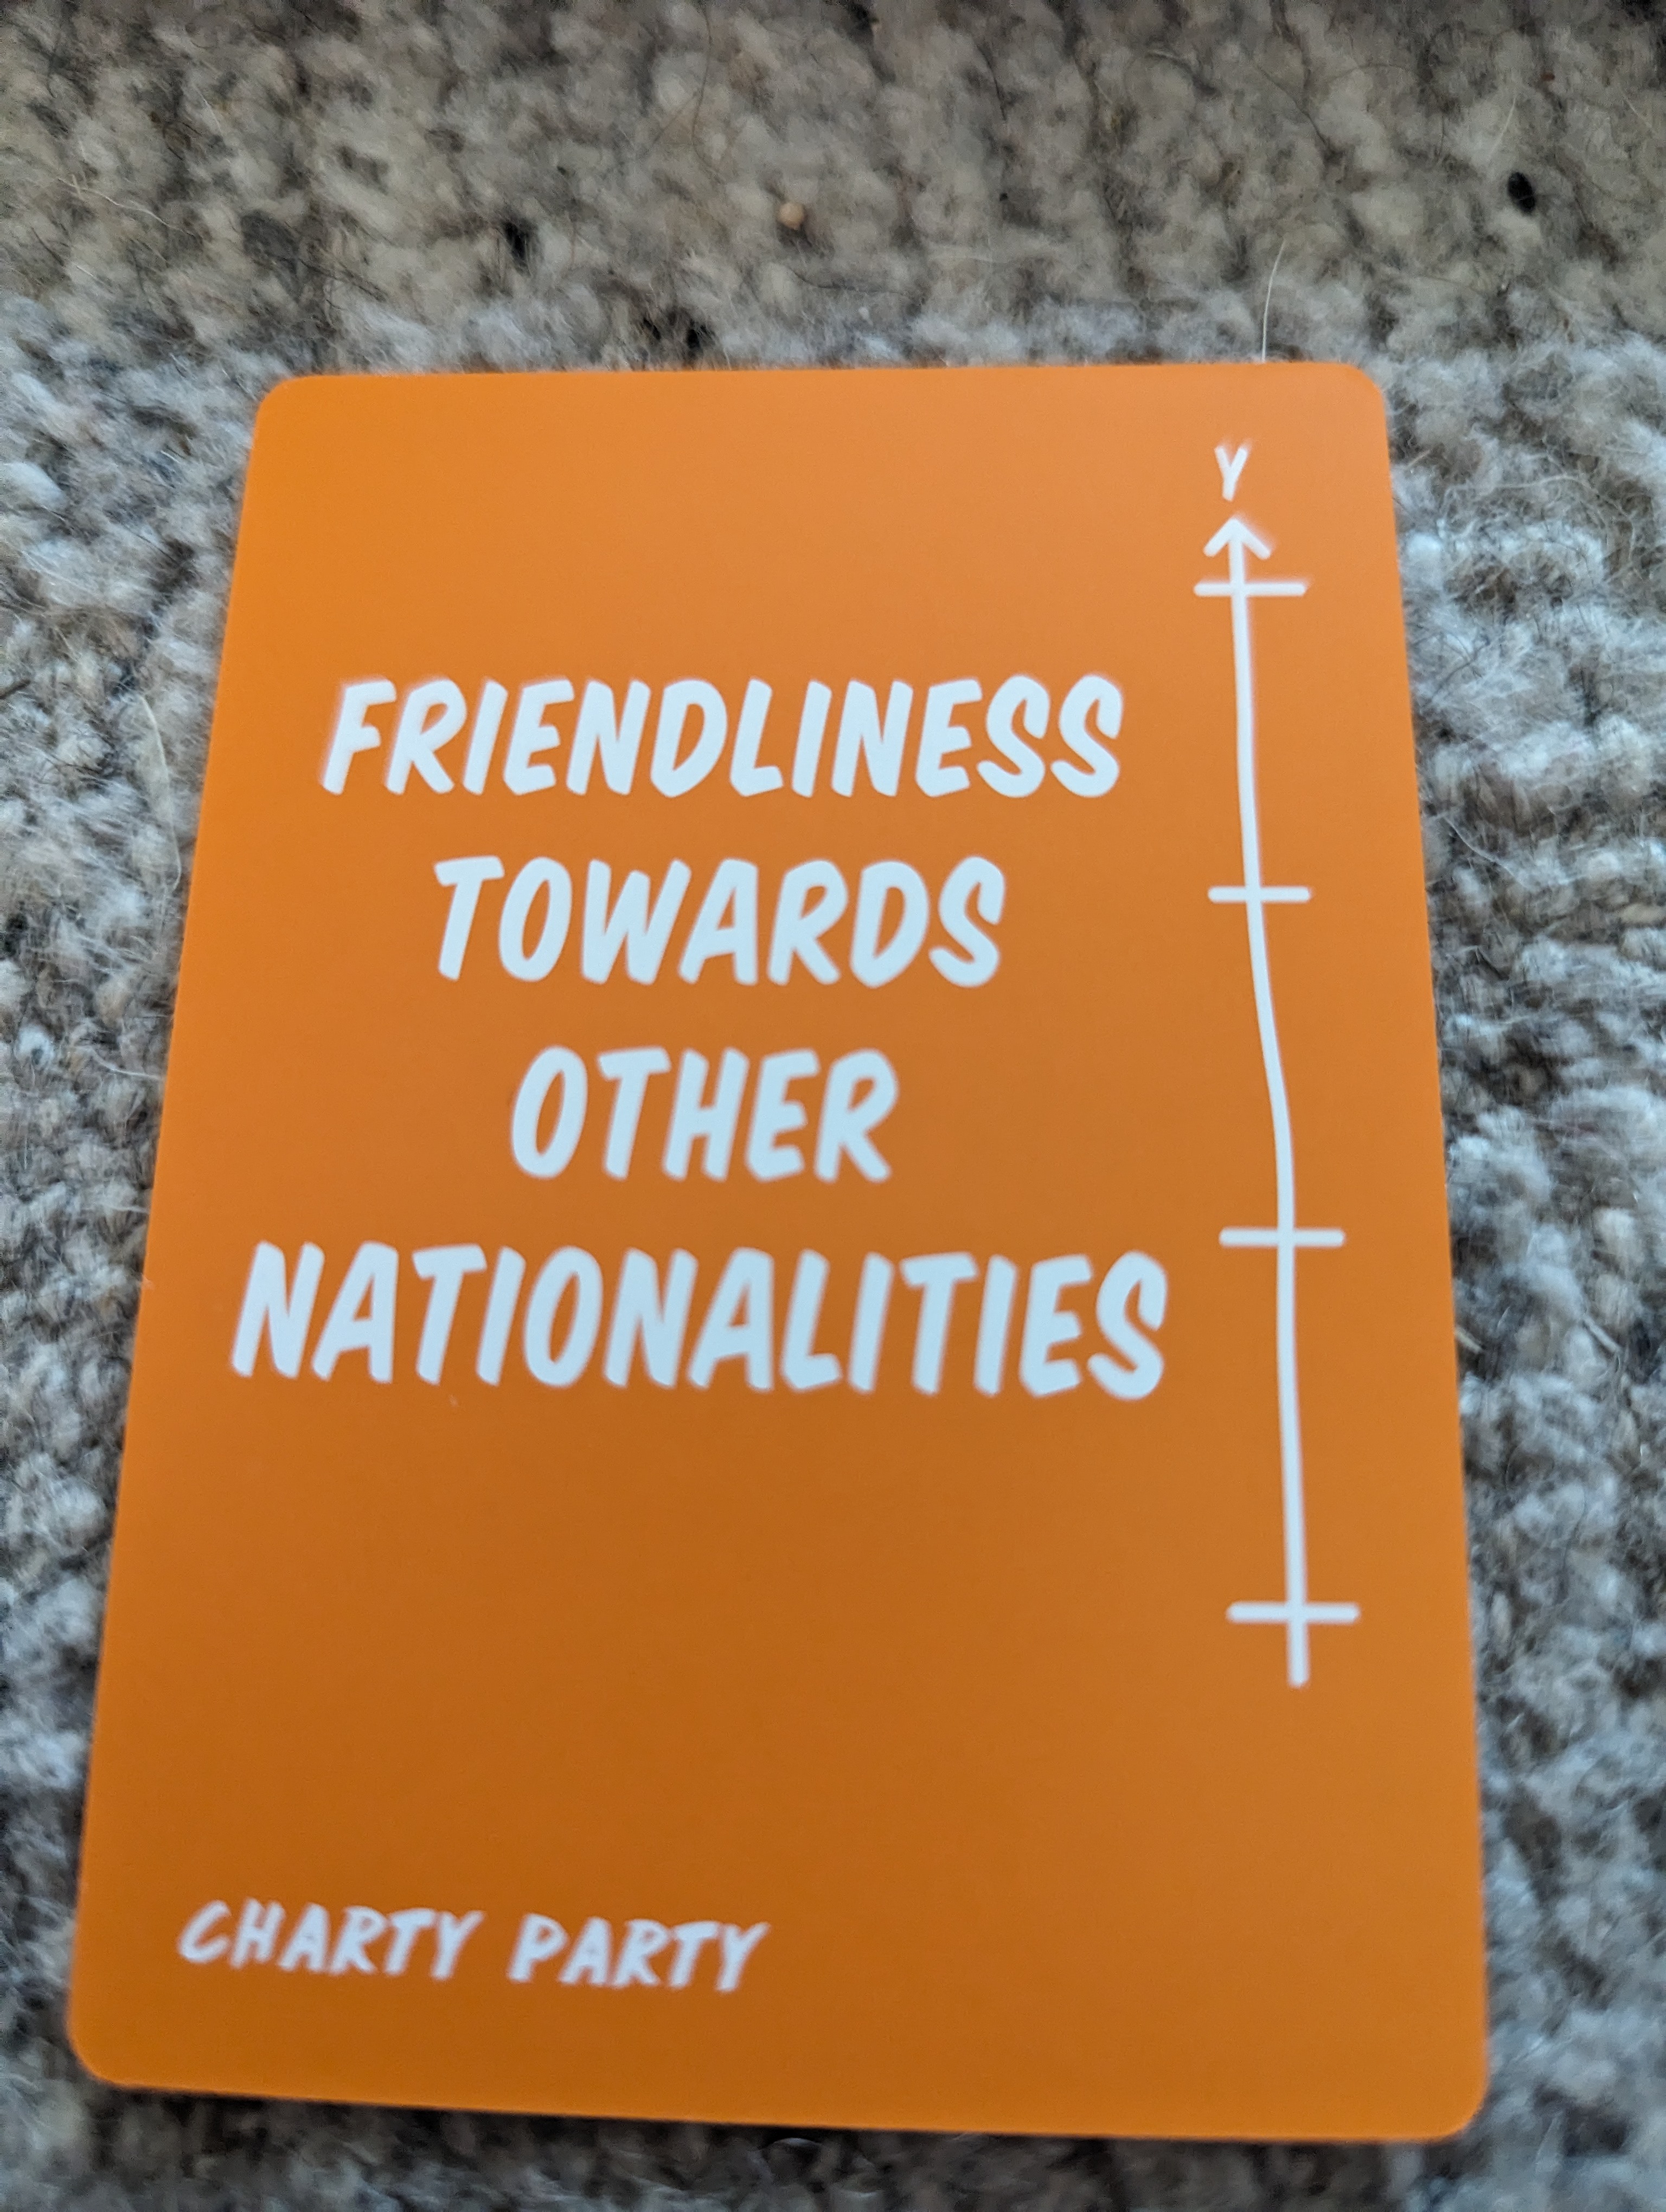 Y
FRIENDLINESS
TOWARDS
OTHER
NATIONALITIES
CHARTY PARTY